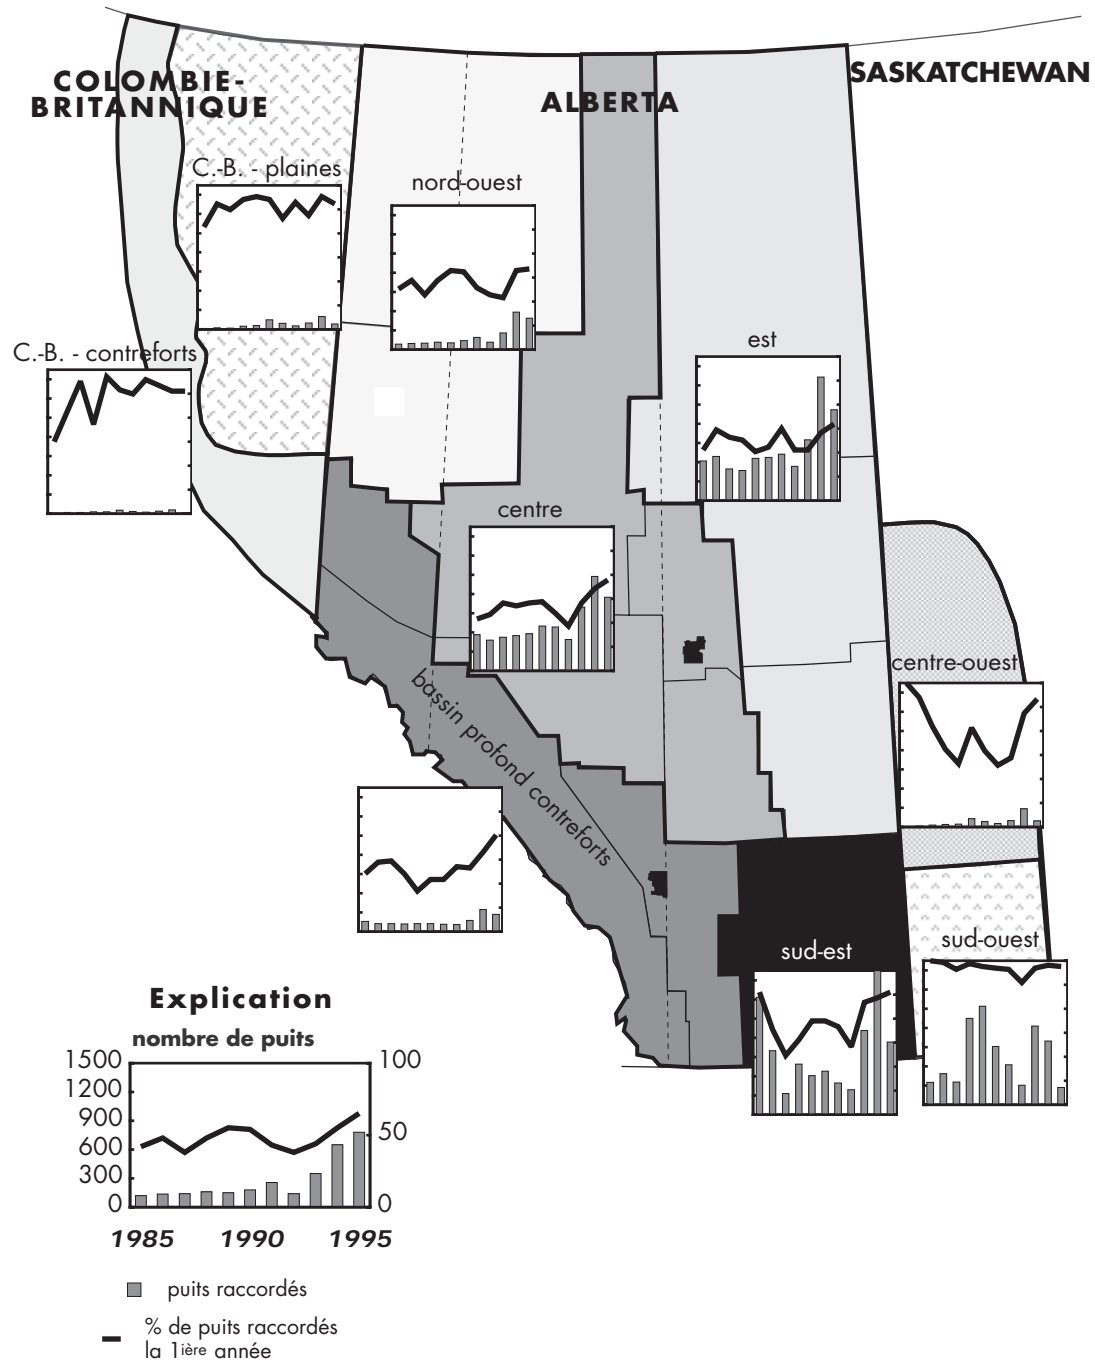 COLOMBIE-
BRITANNIQUE
ALBERTA
SASKATCHEWAN
C.-B. - plaines
nord-ouest
C.-B. - contreforts
est
centre
centre-ouest
bassin profond contreforts
sud-est
sud-ouest
Explication
nombre de puits
1500
1200
900
600
300
0
100
50
0
1985 1990 1995
puits raccordés
% de puits raccordés
la 1ière année